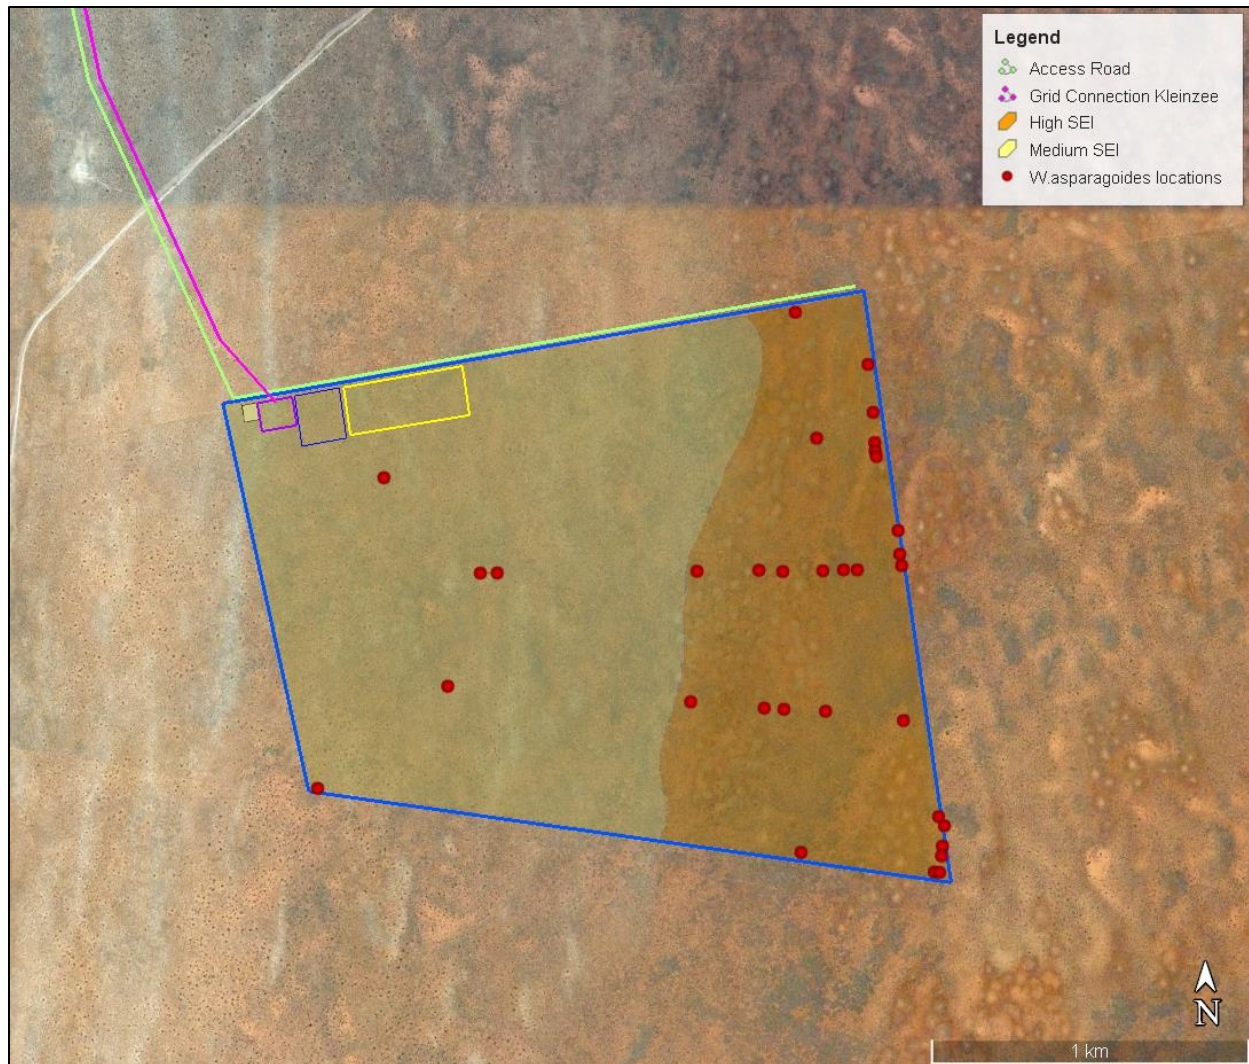 Legend
Access Road
Grid Connection Kleinzee
High SEI
Medium SEI
W.asparagoides locations
N
1 km